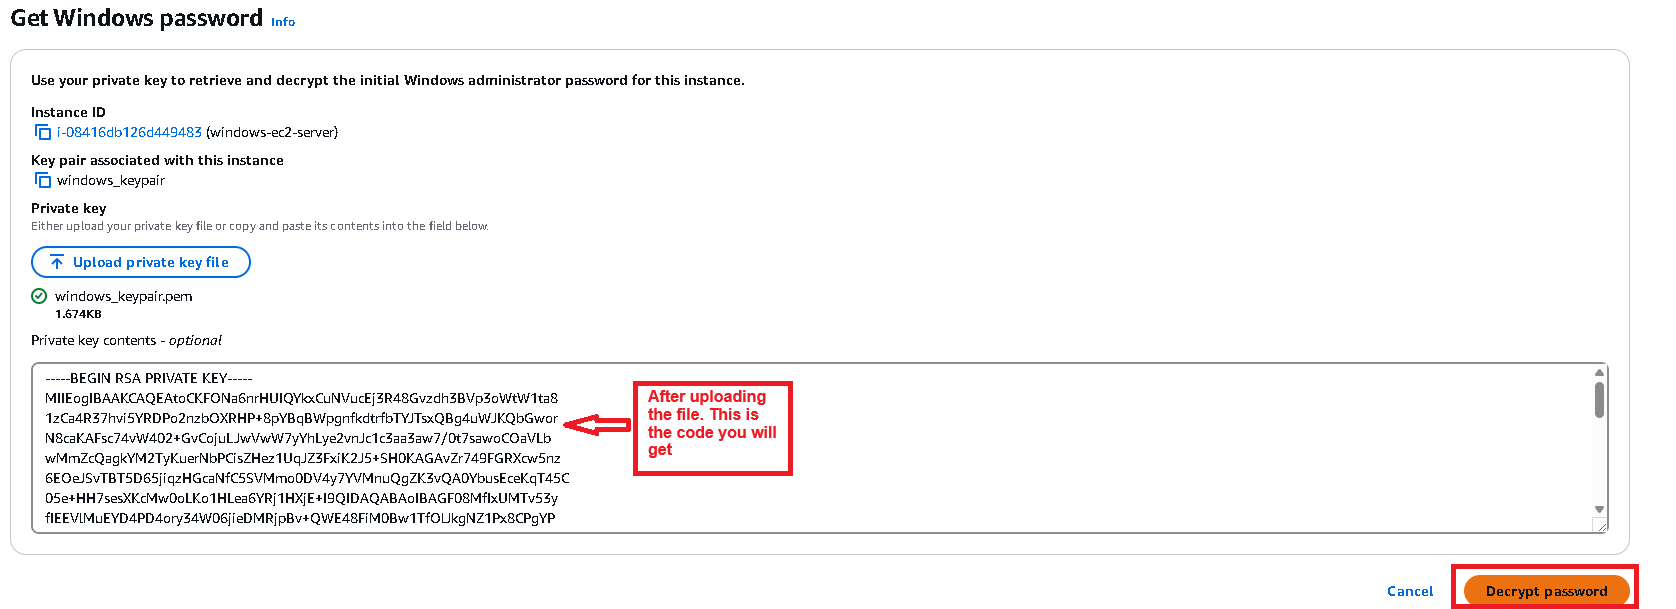 Get Windows password Info
Use your private key to retrieve and decrypt the initial Windows administrator password for this instance.
Instance ID
i-08416db126d449483 (windows-ec2-server)
Key pair associated with this instance
windows_keypair
Private key
Either upload your private key file or copy and paste its contents into the field below.
Upload private key file
windows_keypair.pem
1.674KB
Private key contents - optional
-----BEGIN RSA PRIVATE KEY-----
MIIEogIBAAKCAQEAtoCKFONa6nrHUIQYkxCuNVucEj3R48Gvzdh3BVp3oWtW1ta8
1zCa4R37hvi5YRDPo2nzbOXRHP+8pYBqBWpgnfkdtrfbTYJTsxQBg4uWJKQbGwor
N8caKAFsc74vW402+GvCojuLJwVwW7yYhLye2vnJc1c3aa3aw7/0t7sawoCOaVLb
wMmZcQagkYM2TyKuerNbPCisZHez1UqJZ3FxiK2J5+SH0KAGAvZr749FGRXcw5nz
6EOeJSvTBT5D65jiqzHGcaNfC5SVMmo0DV4y7YVMnuQgZK3vQA0YbusEceKqT45C
05e+HH7sesXKcMw0oLKo1HLea6YRj1HXjE+I9QIDAQABAoIBAGF08MfIxUMTv53y
fIEEVlMuEYD4PD4ory34W06jieDMRjpBv+QWE48FiM0Bw1TfOIJkgNZ1Px8CPgYP
After uploading
the file. This is
the code you will
get
Cancel
Decrypt password